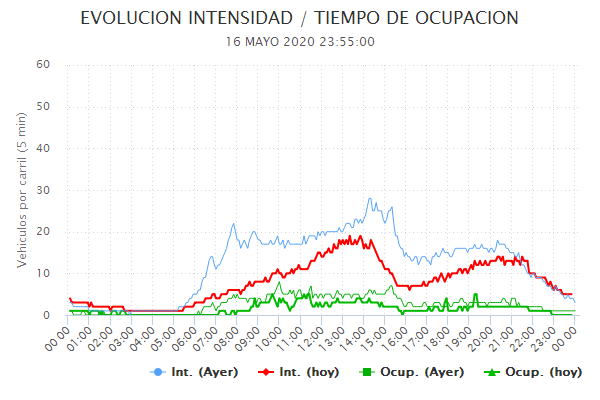 EVOLUCION INTENSIDAD / TIEMPO DE OCUPACION
16 MAYO 2020 23:55:00
Vehículos por carril (5 min)
60
50
40
30
20
10
0
00:00 01:00 02:00 03:00 04:00 05:00 06:00 07:00 08:00 09:00 10:00 11:00 12:00 13:00 14:00 15:00 16:00 17:00 18:00 19:00 20:00 21:00 22:00 23:00 00:00
Int. (Ayer) Int. (hoy) Ocup. (Ayer) Ocup. (hoy)